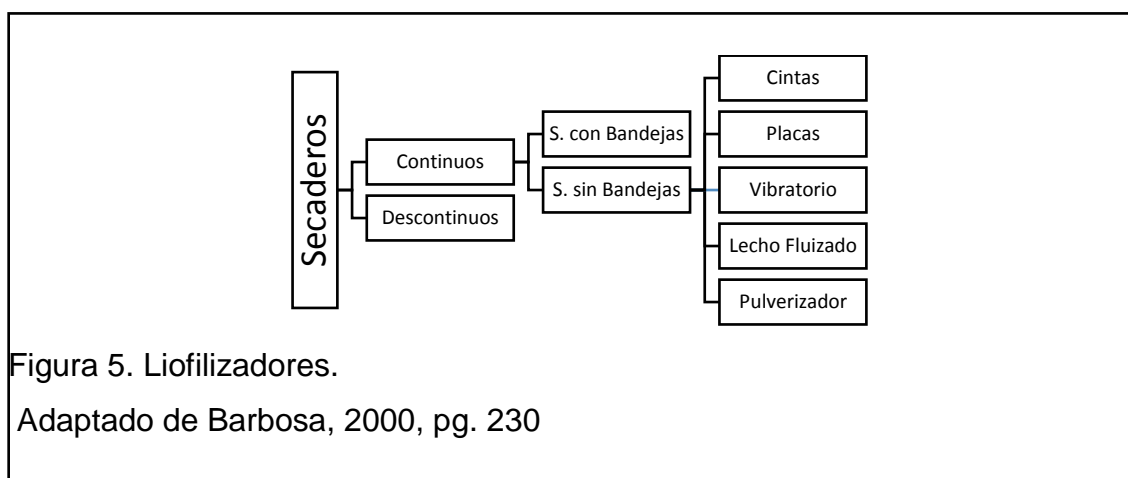 Secaderos
Continuos
Descontinuos
S. con Bandejas
S. sin Bandejas
Cintas
Placas
Vibratorio
Lecho Fluizado
Pulverizador
Figura 5. Liofilizadores.
Adaptado de Barbosa, 2000, pg. 230